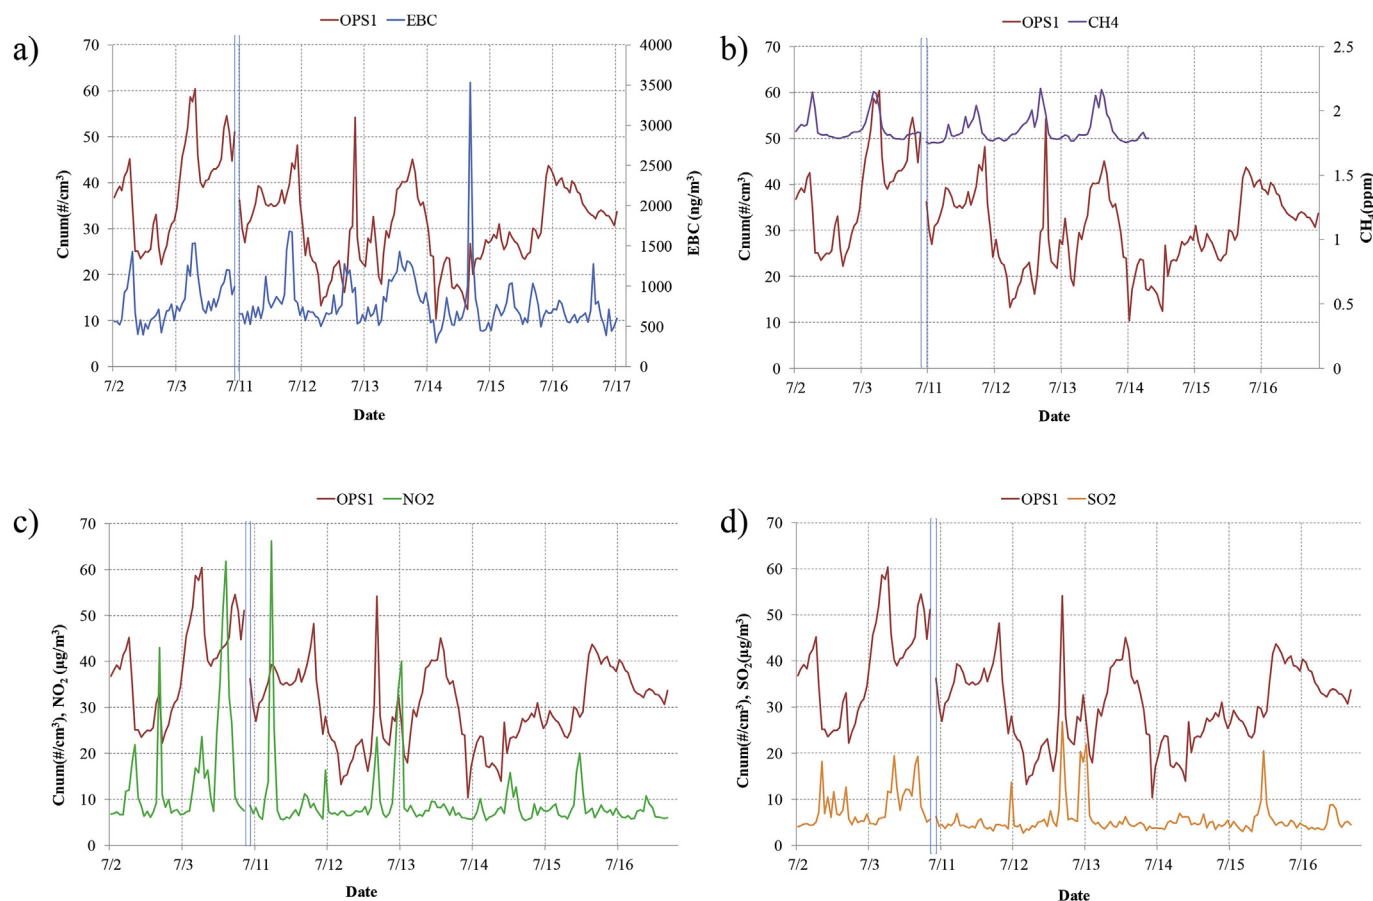 a)
OPS1 EBC
70 60 50 40 30 20 10 0
Cnum(#/cm³)
4000 3500 3000 2500 2000 1500 1000 500 0
EBC (ng/m³)
7/2 7/3 7/11 7/12 7/13 7/14 7/15 7/16 7/17
Date
b)
OPS1 CH4
70 60 50 40 30 20 10 0
Cnum(#/cm³)
2.5 2 1.5 1 0.5 0
CH₄(ppm)
7/2 7/3 7/11 7/12 7/13 7/14 7/15 7/16
Date
c)
OPS1 NO2
70 60 50 40 30 20 10 0
Cnum(#/cm³), NO₂ (µg/m³)
7/2 7/3 7/11 7/12 7/13 7/14 7/15 7/16
Date
d)
OPS1 SO2
70 60 50 40 30 20 10 0
Cnum(#/cm³), SO₂(µg/m³)
7/2 7/3 7/11 7/12 7/13 7/14 7/15 7/16
Date